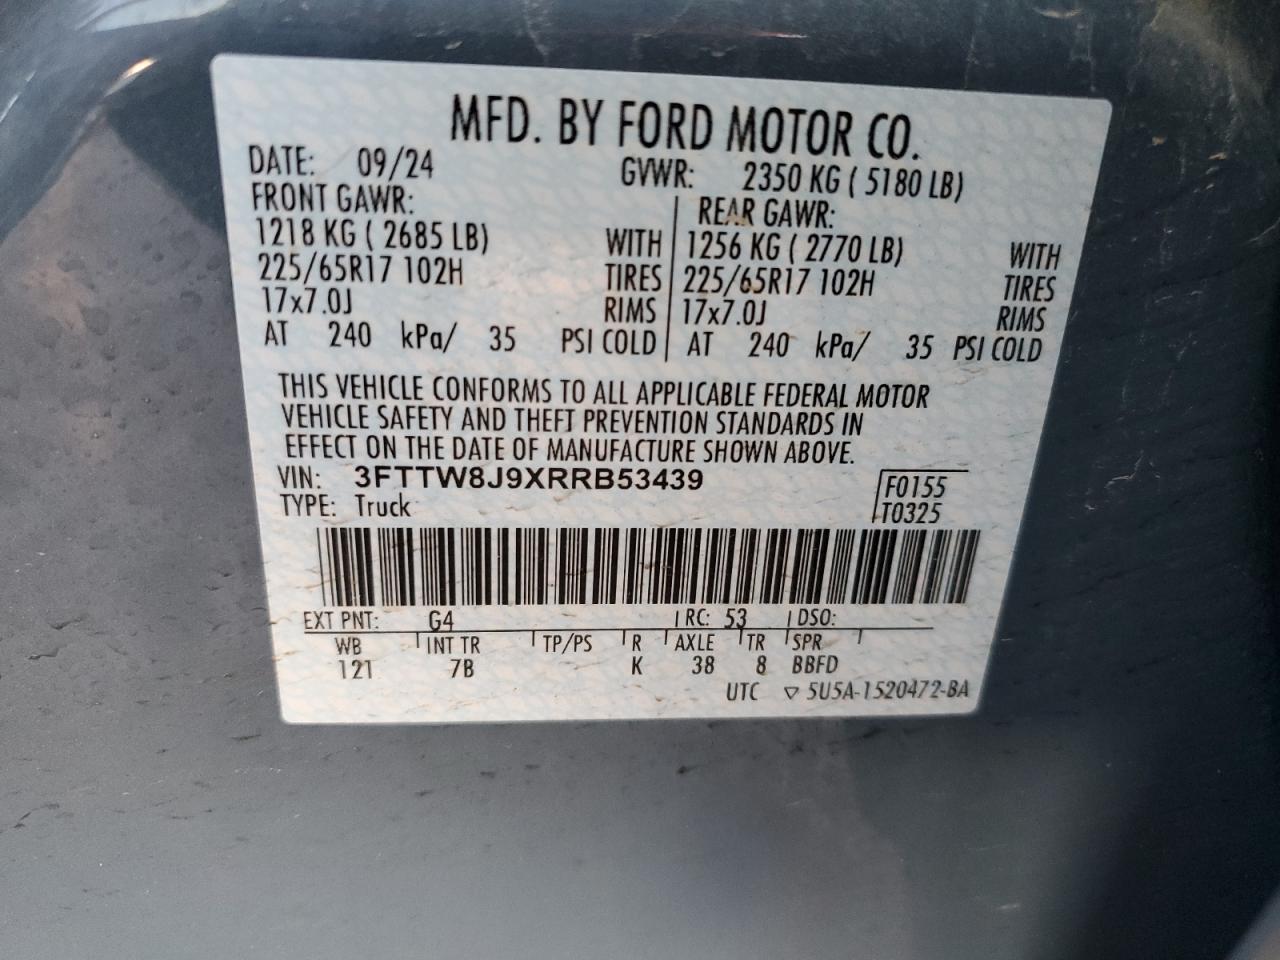 MFD. BY FORD MOTOR CO.
DATE: 09/24 GVWR: 2350 KG ( 5180 LB)
FRONT GAWR: REAR GAWR:
1218 KG ( 2685 LB) WITH 1256 KG ( 2770 LB) WITH
225/65R17 102H TIRES 225/65R17 102H TIRES
17x7.0J RIMS 17x7.0J RIMS
AT 240 kPa/ 35 PSI COLD AT 240 kPa/ 35 PSI COLD
THIS VEHICLE CONFORMS TO ALL APPLICABLE FEDERAL MOTOR
VEHICLE SAFETY AND THEFT PREVENTION STANDARDS IN
EFFECT ON THE DATE OF MANUFACTURE SHOWN ABOVE.
VIN: 3FTTW8J9XRRB53439 F0155
TYPE: Truck T0325
EXT PNT: G4 RC: 53 DSO:
WB INT TR TP/PS R AXLE TR SPR
121 7B K 38 8 BBFD
UTC ▽ 5U5A-1520472-BA